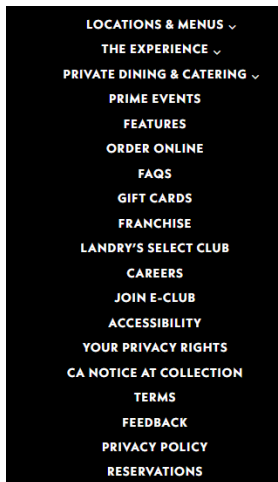 LOCATIONS & MENUS
THE EXPERIENCE
PRIVATE DINING & CATERING
PRIME EVENTS
FEATURES
ORDER ONLINE
FAQS
GIFT CARDS
FRANCHISE
LANDRY'S SELECT CLUB
CAREERS
JOIN E-CLUB
ACCESSIBILITY
YOUR PRIVACY RIGHTS
CA NOTICE AT COLLECTION
TERMS
FEEDBACK
PRIVACY POLICY
RESERVATIONS